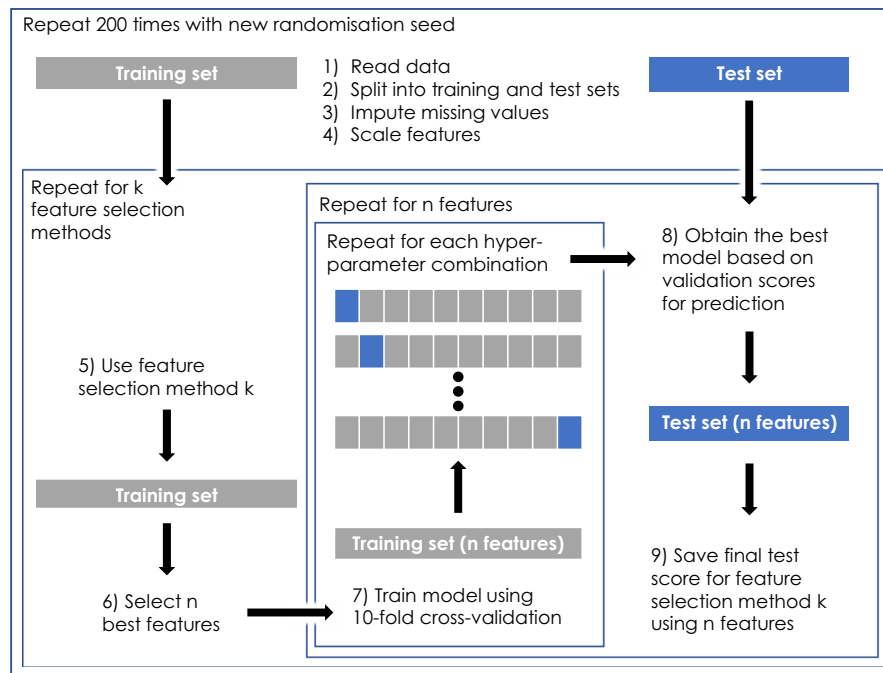 Repeat 200 times with new randomisation seed
Training set
1) Read data
2) Split into training and test sets
3) Impute missing values
4) Scale features
Test set
Repeat for k
feature selection
methods
5) Use feature
selection method k
Training set
6) Select n
best features
Repeat for n features
Repeat for each hyper-
parameter combination
Training set (n features)
7) Train model using
10-fold cross-validation
8) Obtain the best
model based on
validation scores
for prediction
Test set (n features)
9) Save final test
score for feature
selection method k
using n features